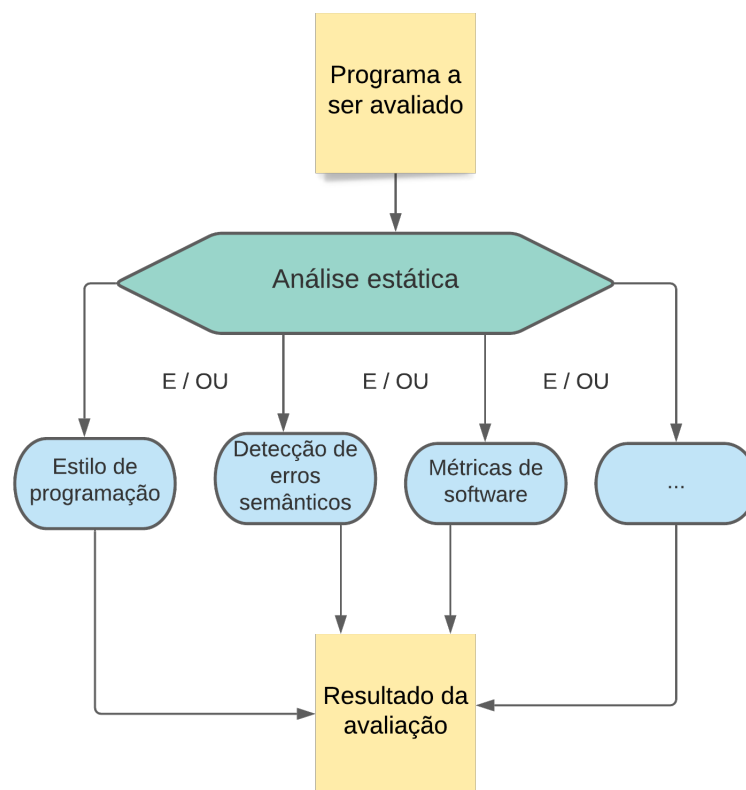 Programa a
ser avaliado
Análise estática
E / OU
E / OU
E / OU
Estilo de
programação
Detecção de
erros
semânticos
Métricas de
software
...
Resultado da
avaliação